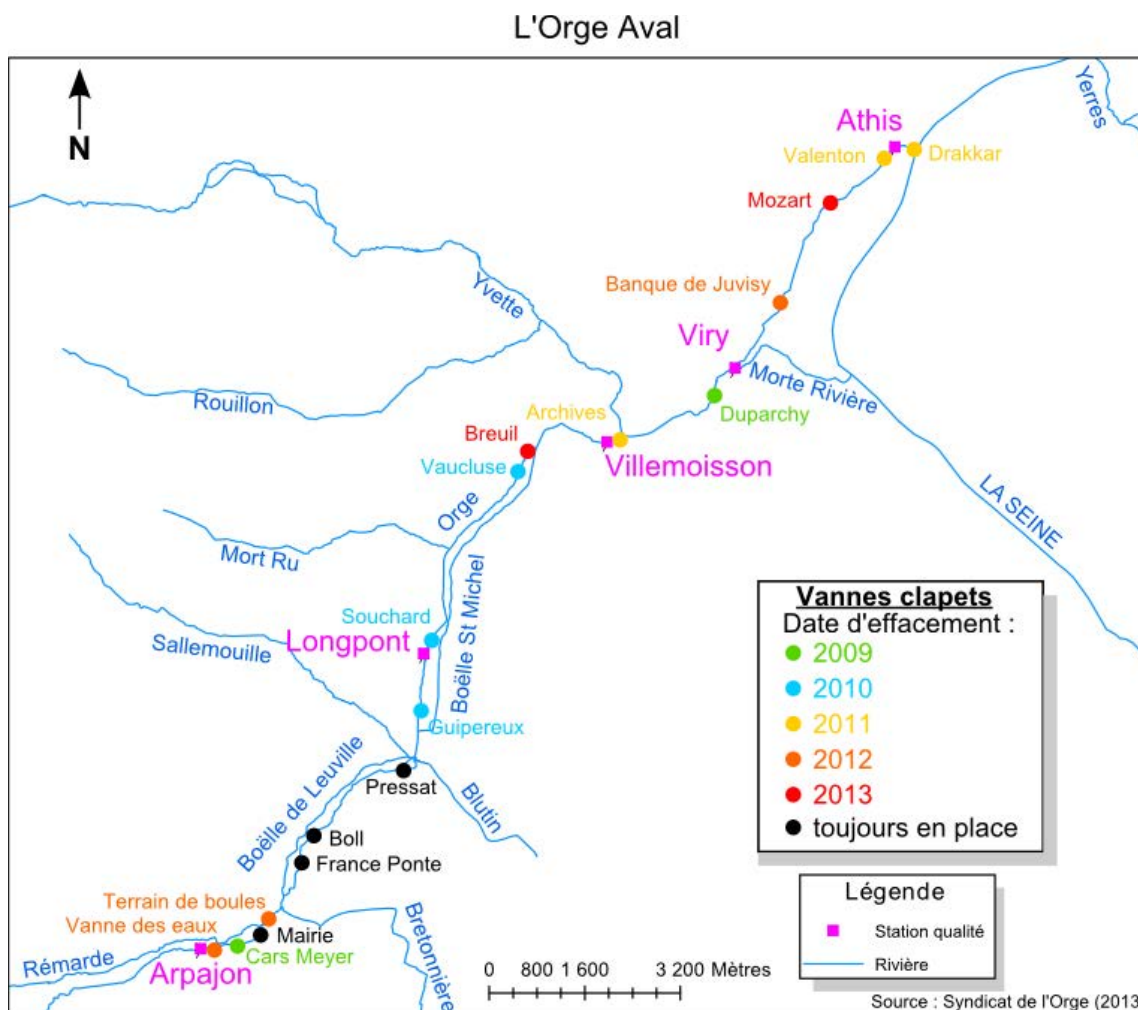 L'Orge Aval
N
Yerres
Athis
Valenton
Drakkar
Mozart
Yvette
Banque de Juvisy
Viry
Morte Rivière
Rouillon
Archives
Duparchy
Breuil
Vaucluse
Villemoisson
LA SEINE
Orge
Mort Ru
Boëlle St Michel
Souchard
Longpont
Sallemouille
Guipereux
Boëlle de Leuville
Pressat
Blutin
Boll
France Ponte
Terrain de boules
Vanne des eaux
Mairie
Bretonnière
Rémarde
Cars Meyer
Arpajon
Vannes clapets
Date d'effacement :
2009
2010
2011
2012
2013
toujours en place
Légende
Station qualité
Rivière
0 800 1 600 3 200 Mètres
Source : Syndicat de l'Orge (2013